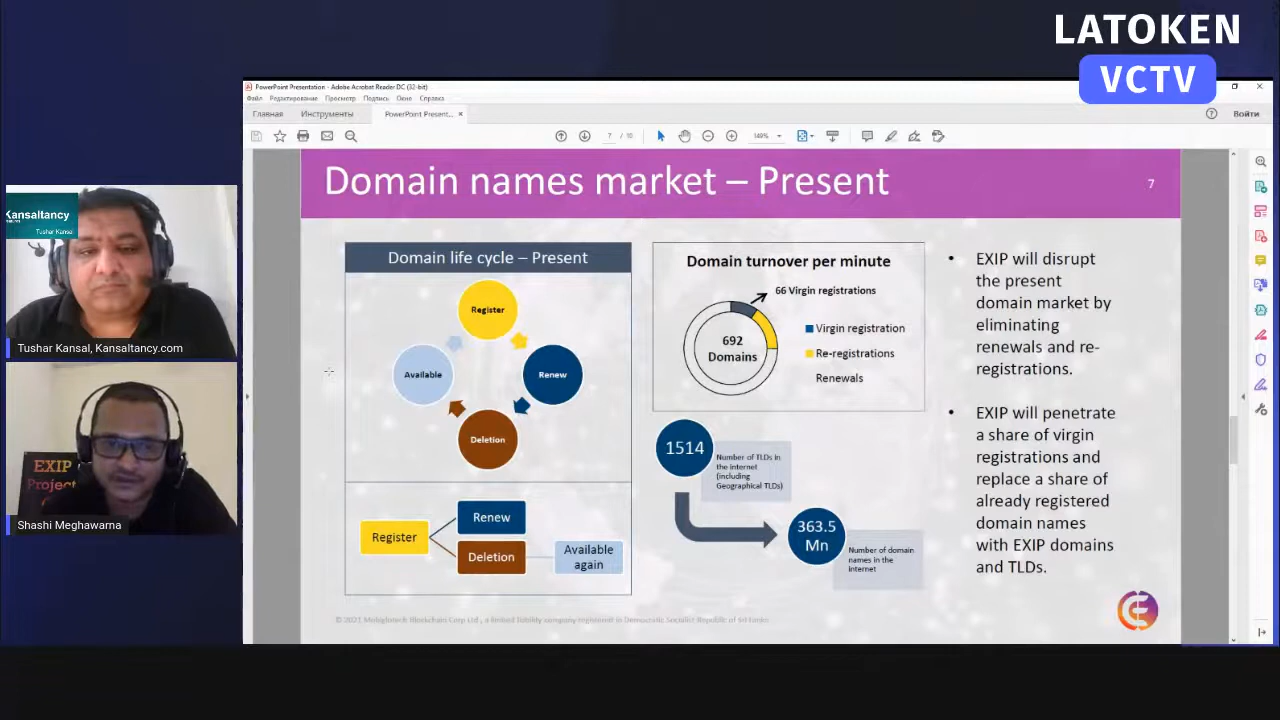 LATOKEN
VCTV
PowerPoint Presentation - Adobe Acrobat Reader DC (32-bit)
Файл Редактирование Просмотр Подпись Окно Справка
Главная Инструменты PowerPoint Present... ×
Войти
7 / 10
149%
Domain names market – Present
7
Domain life cycle – Present
Register
Renew
Deletion
Available
Register
Renew
Deletion
Available
again
Domain turnover per minute
66 Virgin registrations
692
Domains
Virgin registration
Re-registrations
Renewals
1514
Number of TLDs in
the internet
(including
Geographical TLDs)
363.5
Mn
Number of domain
names in the
internet
• EXIP will disrupt
the present
domain market by
eliminating
renewals and re-
registrations.
• EXIP will penetrate
a share of virgin
registrations and
replace a share of
already registered
domain names
with EXIP domains
and TLDs.
Kansaltancy
Tushar Kansal
Tushar Kansal, Kansaltancy.com
EXIP
Project
Shashi Meghawarna